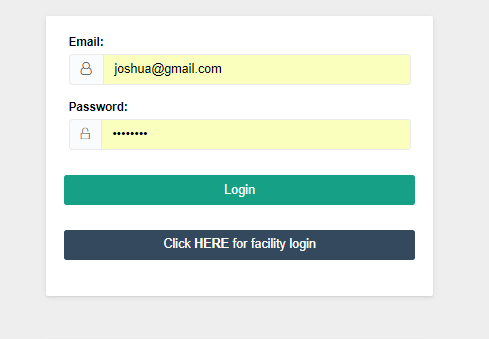 Email:
joshua@gmail.com
Password:
••••••••
Login
Click HERE for facility login